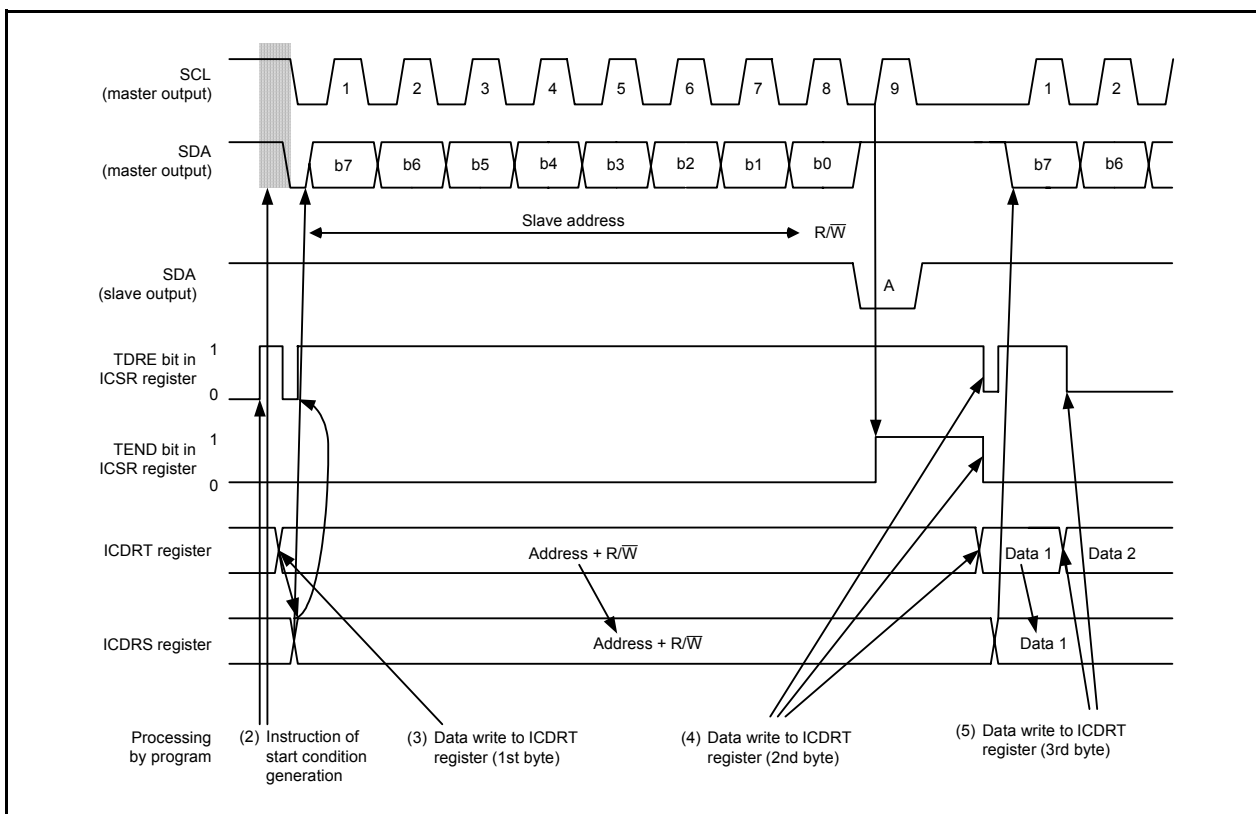 SCL
(master output)
1 2 3 4 5 6 7 8 9 1 2
SDA
(master output)
b7 b6 b5 b4 b3 b2 b1 b0 b7 b6
Slave address R/W̅
SDA
(slave output)
A
TDRE bit in
ICSR register
1
0
TEND bit in
ICSR register
1
0
ICDRT register
Address + R/W̅ Data 1 Data 2
ICDRS register
Address + R/W̅ Data 1
Processing
by program
(2) Instruction of
start condition
generation
(3) Data write to ICDRT
register (1st byte)
(4) Data write to ICDRT
register (2nd byte)
(5) Data write to ICDRT
register (3rd byte)